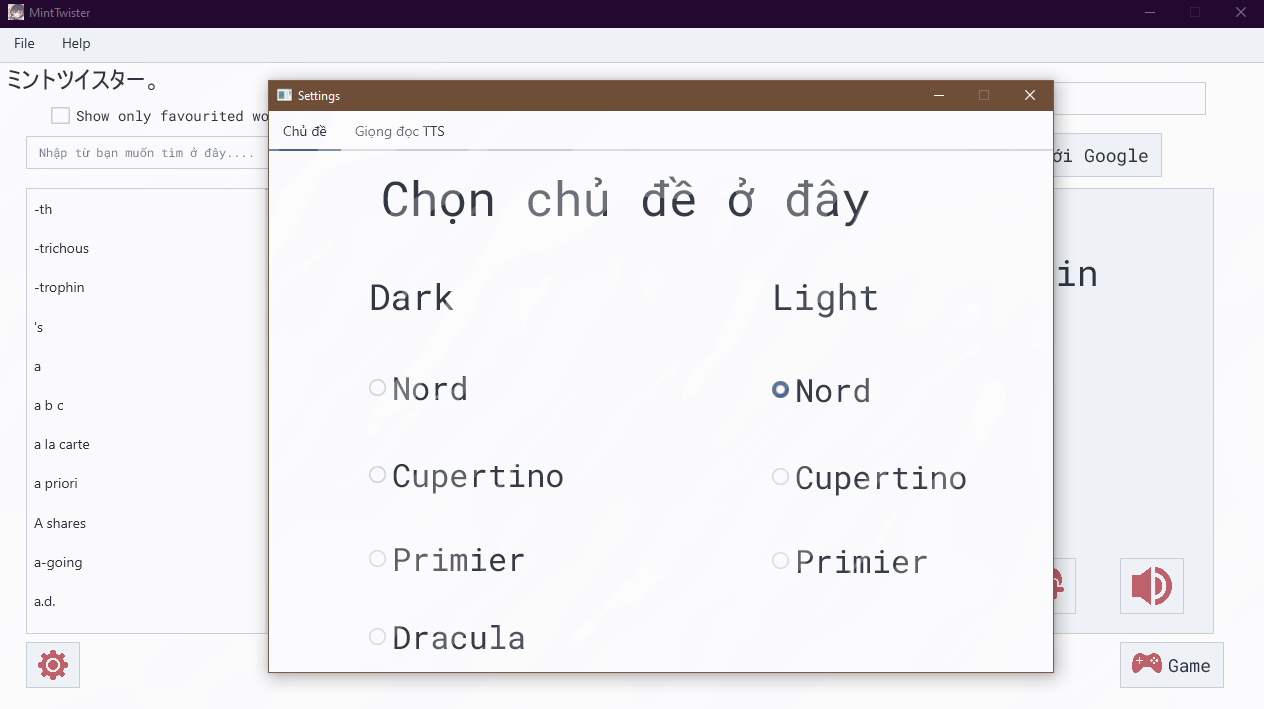 MintTwister
File Help
ミントツイスター。
Show only favourited wo
Nhập từ bạn muốn tìm ở đây....
-th
-trichous
-trophin
's
a
a b c
a la carte
a priori
A shares
a-going
a.d.
Settings
Chủ đề Giọng đọc TTS
Chọn chủ đề ở đây
Dark
Nord
Cupertino
Primier
Dracula
Light
Nord
Cupertino
Primier
ới Google
in
Game